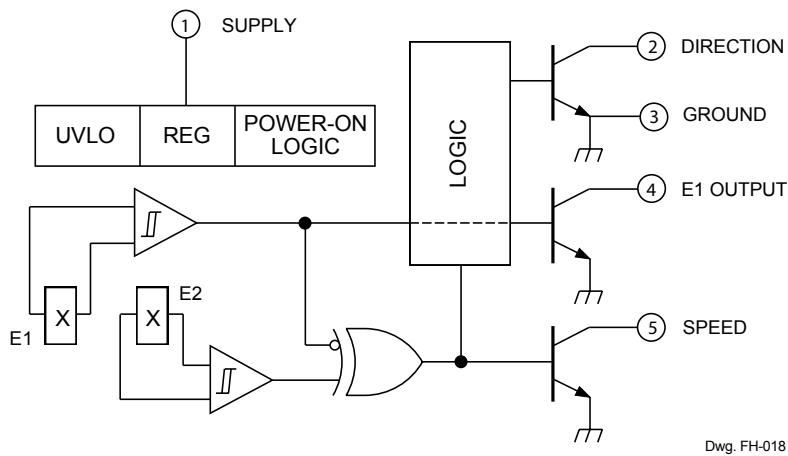 1 SUPPLY
2 DIRECTION
UVLO
REG
POWER-ON
LOGIC
LOGIC
3 GROUND
4 E1 OUTPUT
X
E1
X
E2
5 SPEED
Dwg. FH-018